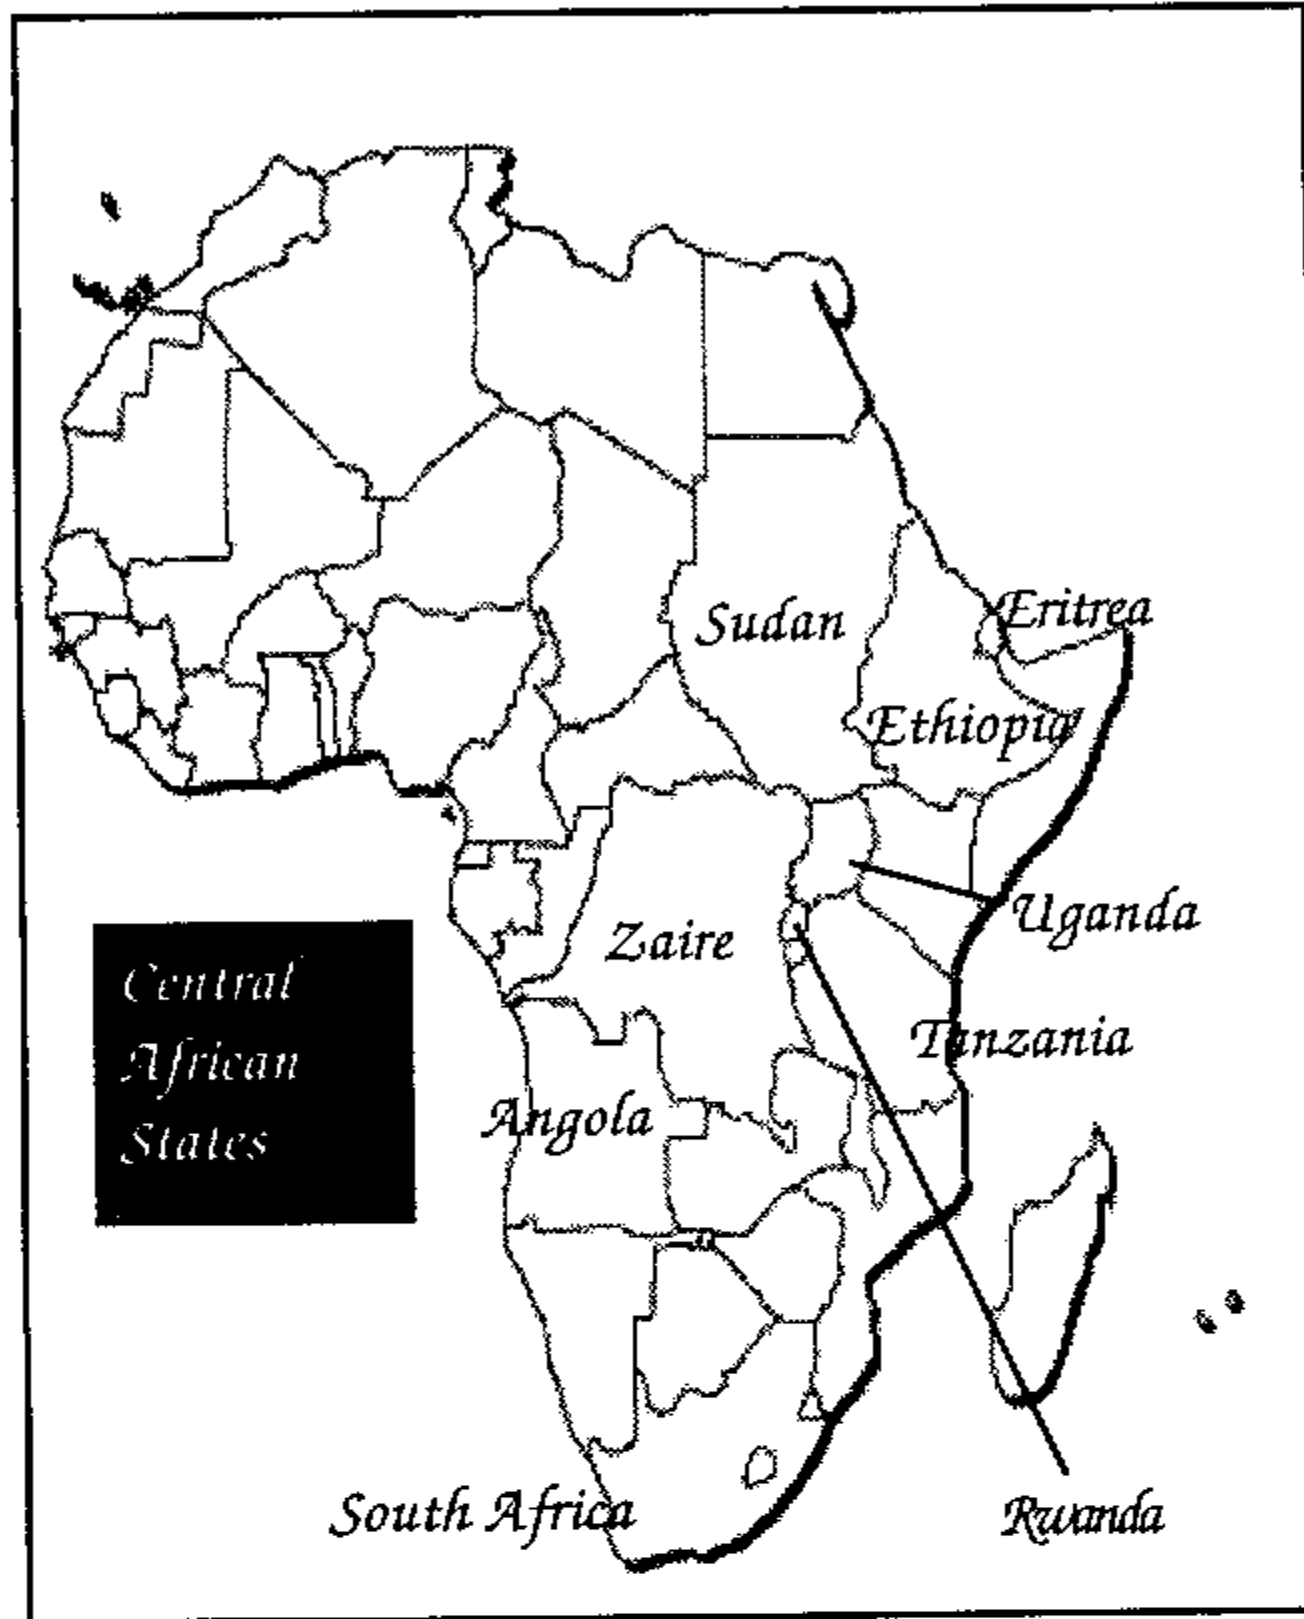 Sudan
Eritrea
Ethiopia
Uganda
Zaire
Central
African
States
Tanzania
Angola
South Africa
Rwanda